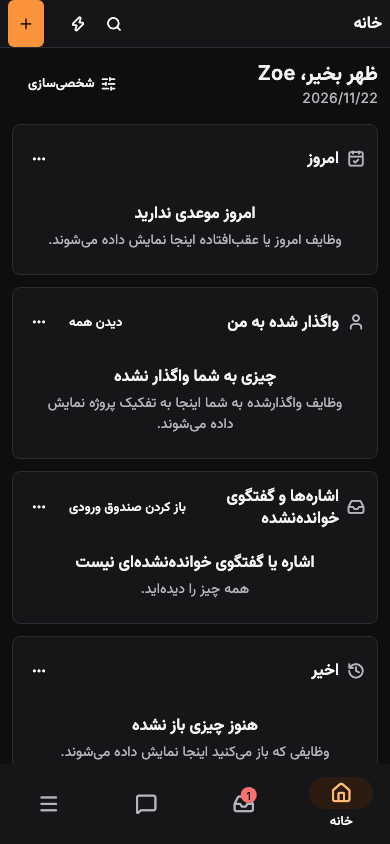 خانه
ظهر بخیر، Zoe
2026/11/22
شخصی‌سازی
امروز
امروز موعدی ندارید
وظایف امروز یا عقب‌افتاده اینجا نمایش داده می‌شوند.
واگذار شده به من
دیدن همه
چیزی به شما واگذار نشده
وظایف واگذارشده به شما اینجا به تفکیک پروژه نمایش
داده می‌شوند.
اشاره‌ها و گفتگوی
خوانده‌نشده
باز کردن صندوق ورودی
اشاره یا گفتگوی خوانده‌نشده‌ای نیست
همه چیز را دیده‌اید.
اخیر
هنوز چیزی باز نشده
وظایفی که باز می‌کنید اینجا نمایش داده می‌شوند.
1
خانه